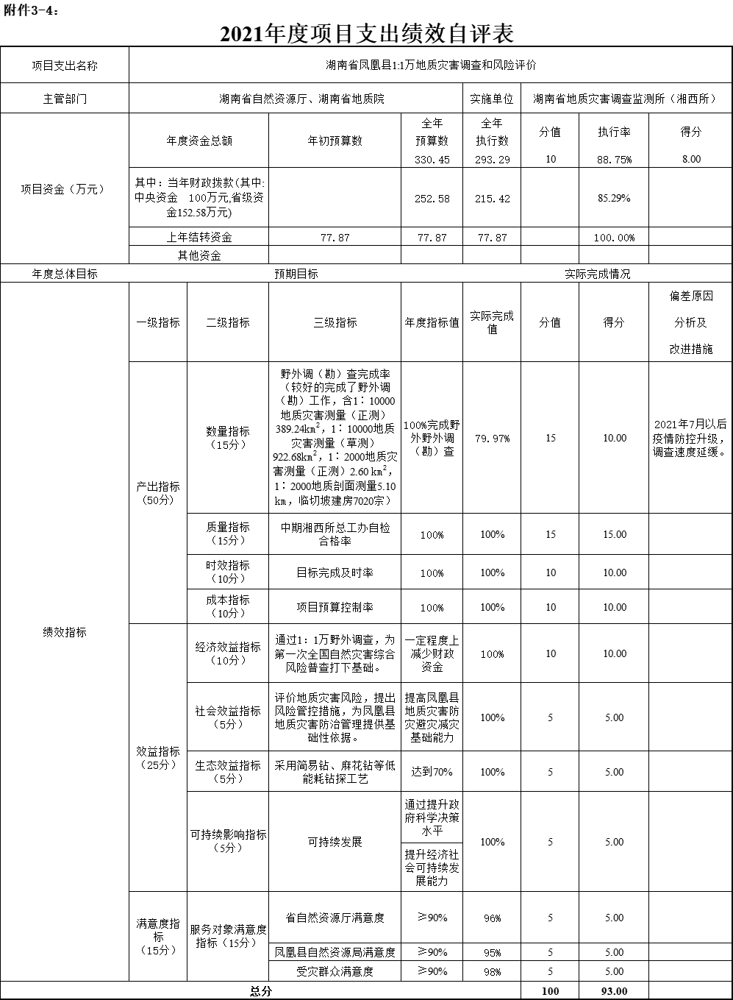 附件3-4：
2021年度项目支出绩效自评表
项目支出名称
湖南省凤凰县1:1万地质灾害调查和风险评价
主管部门
湖南省自然资源厅、湖南省地质院
实施单位
湖南省地质灾害调查监测所（湘西所）
项目资金（万元）
年度资金总额
年初预算数
全年
预算数
330.45
全年
执行数
293.29
分值
10
执行率
88.75%
得分
8.00
其中：当年财政拨款(其中:
中央资金　100万元,省级资
金152.58万元)
252.58
215.42
85.29%
上年结转资金
77.87
77.87
77.87
100.00%
其他资金
年度总体目标
预期目标
实际完成情况
绩效指标
一级指标
二级指标
三级指标
年度指标值
实际完成
值
分值
得分
偏差原因
分析及
改进措施
产出指标
(50分)
数量指标
（15分）
野外调（勘）查完成率
（较好的完成了野外调
（勘）工作，含1：10000
地质灾害测量（正测）
389.24km²，1：10000地质
灾害测量（草测）
922.68km²，1：2000地质灾
害测量（正测）2.60 km²，
1：2000地质剖面测量5.10
km，临切坡建房7020宗）
100%完成野
外野外调
（勘）查
79.97%
15
10.00
2021年7月以后
疫情防控升级，
调查速度延缓。
质量指标
（15分）
中期湘西所总工办自检
合格率
100%
100%
15
15.00
时效指标
（10分）
目标完成及时率
100%
100%
10
10.00
成本指标
（10分）
项目预算控制率
100%
100%
10
10.00
效益指标
（25分）
经济效益指标
（10分）
通过1：1万野外调查，为
第一次全国自然灾害综合
风险普查打下基础。
一定程度上
减少财政
资金
100%
10
10.00
社会效益指标
（5分）
评价地质灾害风险，提出
风险管控措施，为凤凰县
地质灾害防治管理提供基
础性依据。
提高凤凰县
地质灾害防
灾避灾减灾
基础能力
100%
5
5.00
生态效益指标
（5分）
采用简易钻、麻花钻等低
能耗钻探工艺
达到70%
100%
5
5.00
可持续影响指标
（5分）
可持续发展
通过提升政
府科学决策
水平
提升经济社
会可持续发
展能力
100%
5
5.00
满意度指
标
（15分）
服务对象满意度
指标（15分）
省自然资源厅满意度
≥90%
96%
5
5.00
凤凰县自然资源局满意度
≥90%
95%
5
5.00
受灾群众满意度
≥90%
98%
5
5.00
总分
100
93.00